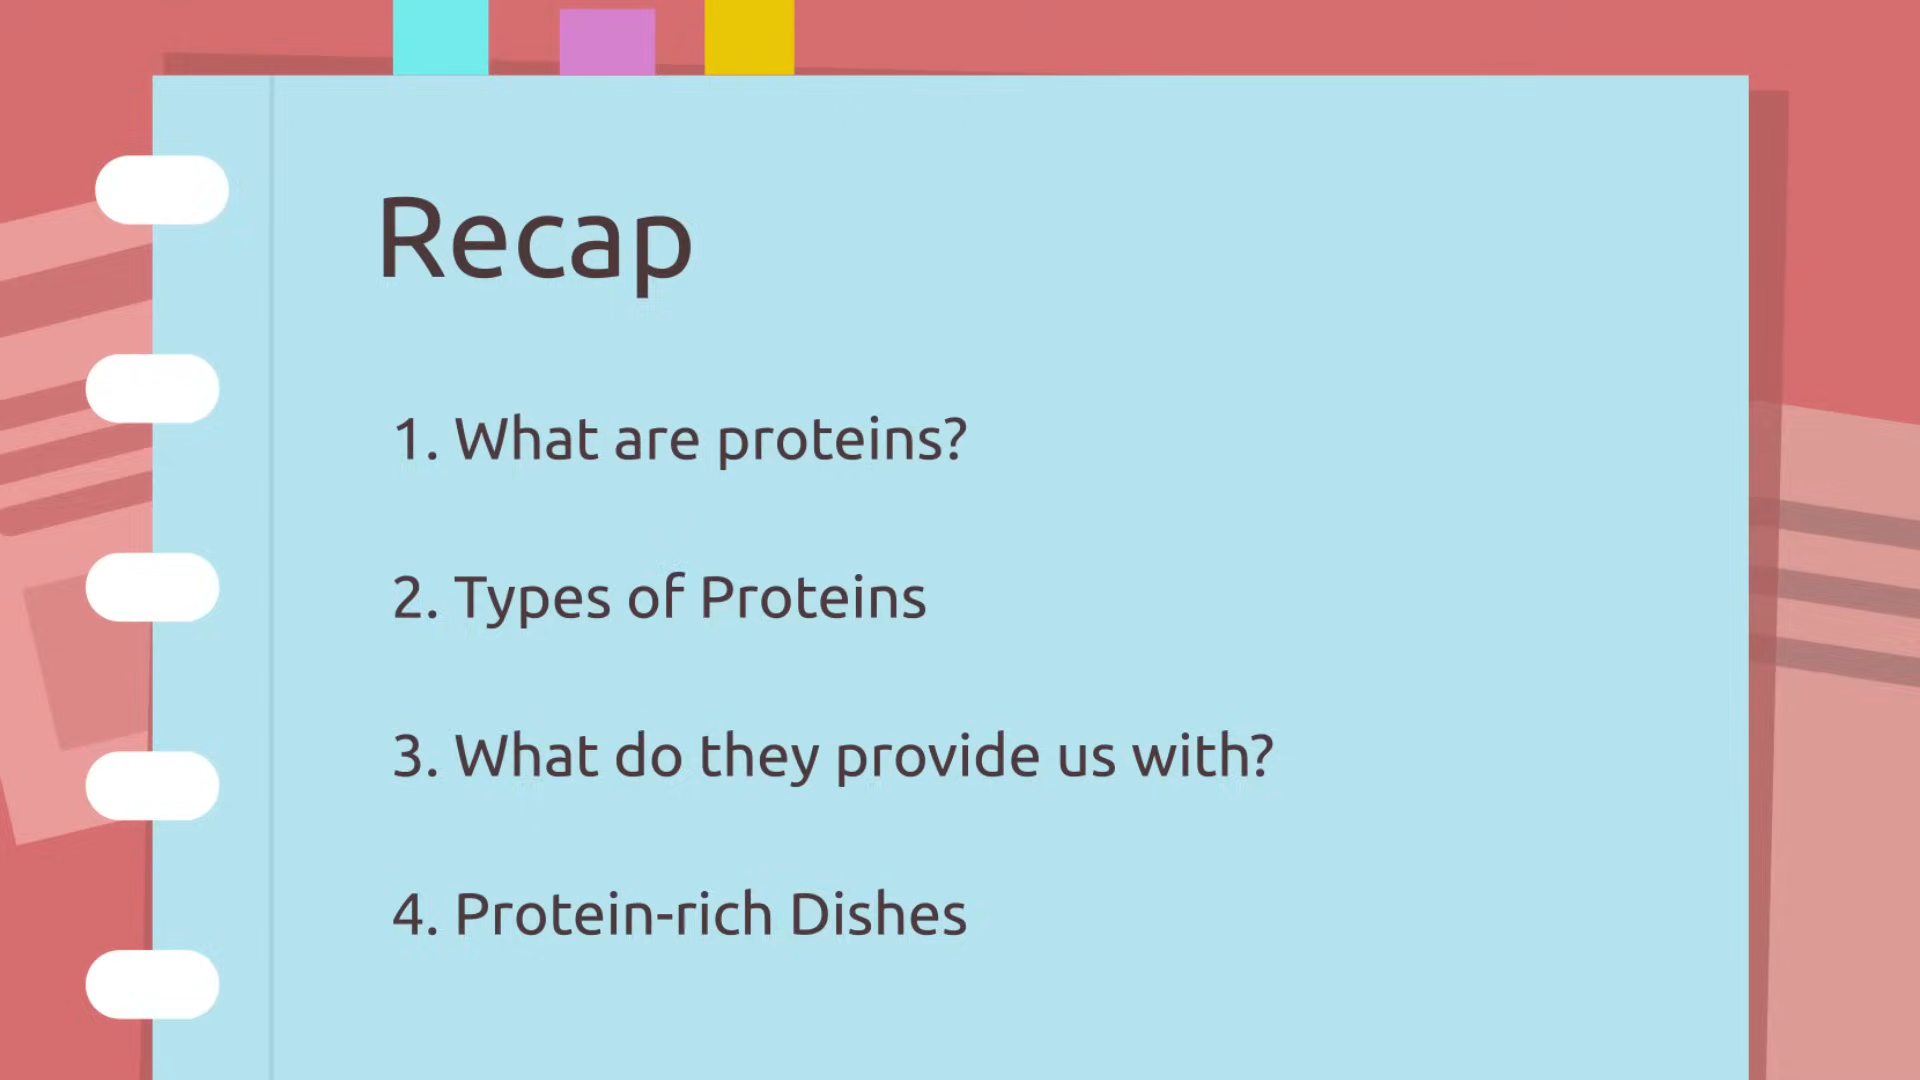 Recap
1. What are proteins?
2. Types of Proteins
3. What do they provide us with?
4. Protein-rich Dishes